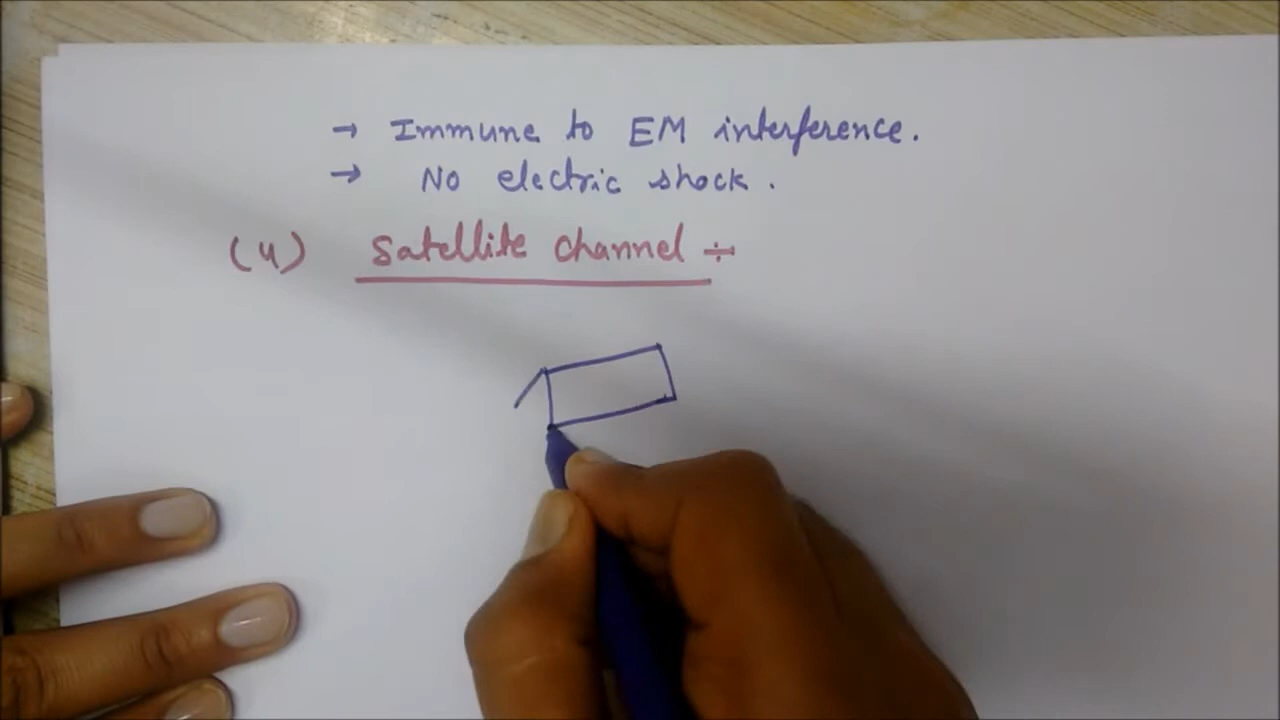 → Immune to EM interference.
→ No electric shock.
(4) Satellite channel ÷